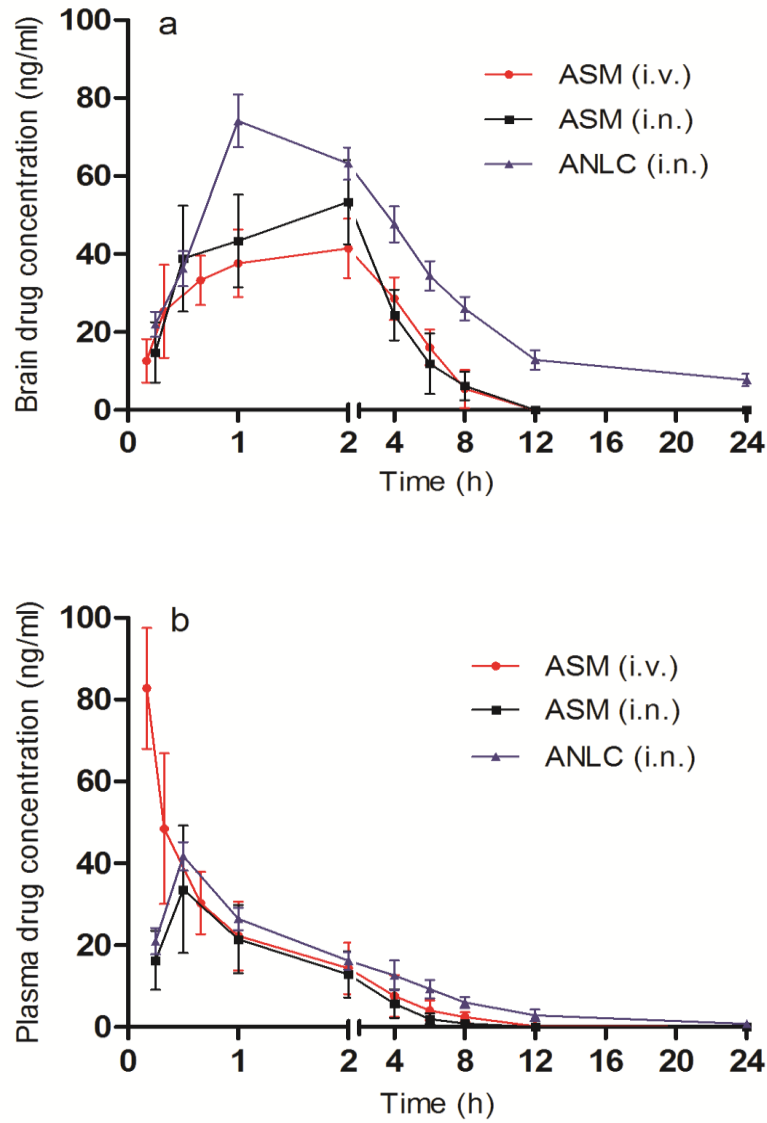 a
Brain drug concentration (ng/ml)
100
80
60
40
20
0
ASM (i.v.)
ASM (i.n.)
ANLC (i.n.)
0 1 2 4 8 12 16 20 24
Time (h)
b
Plasma drug concentration (ng/ml)
100
80
60
40
20
0
ASM (i.v.)
ASM (i.n.)
ANLC (i.n.)
0 1 2 4 8 12 16 20 24
Time (h)